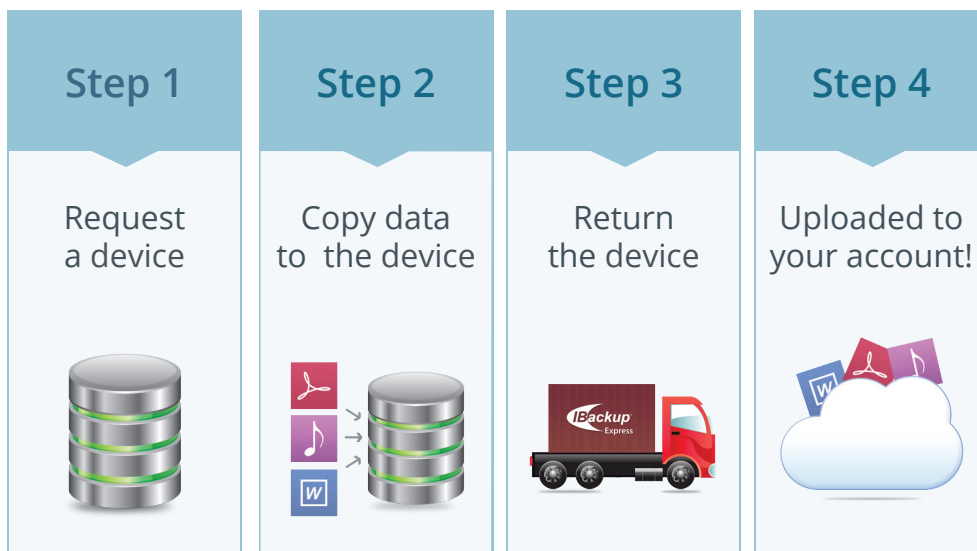 Step 1
Request
a device
Step 2
Copy data
to the device
W
Step 3
Return
the device
IBackup
Express
Step 4
Uploaded to
your account!
W